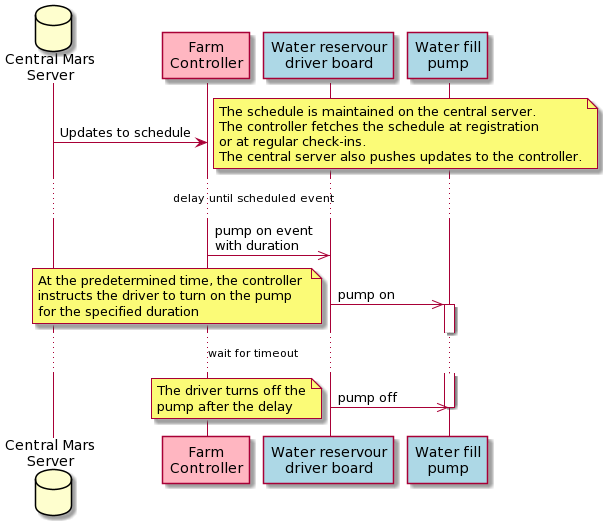 Central Mars
Server
Farm
Controller
Water reservour
driver board
Water fill
pump
Updates to schedule
The schedule is maintained on the central server.
The controller fetches the schedule at registration
or at regular check-ins.
The central server also pushes updates to the controller.
delay until scheduled event
pump on event
with duration
At the predetermined time, the controller
instructs the driver to turn on the pump
for the specified duration
pump on
wait for timeout
The driver turns off the
pump after the delay
pump off
Central Mars
Server
Farm
Controller
Water reservour
driver board
Water fill
pump